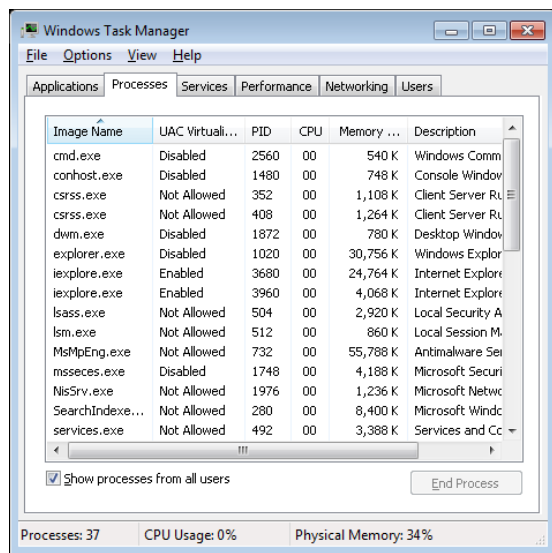 Windows Task Manager
File Options View Help
Applications Processes Services Performance Networking Users
Image Name UAC Virtuali... PID CPU Memory ... Description
cmd.exe Disabled 2560 00 540 K Windows Comm
conhost.exe Disabled 1480 00 748 K Console Window
csrss.exe Not Allowed 352 00 1,108 K Client Server Ru
csrss.exe Not Allowed 408 00 1,264 K Client Server Ru
dwm.exe Disabled 1872 00 780 K Desktop Window
explorer.exe Disabled 1020 00 30,756 K Windows Explor
iexplore.exe Enabled 3680 00 24,764 K Internet Explore
iexplore.exe Enabled 3960 00 4,068 K Internet Explore
lsass.exe Not Allowed 504 00 2,920 K Local Security A
lsm.exe Not Allowed 512 00 860 K Local Session M
MsMpEng.exe Not Allowed 732 00 55,788 K Antimalware Ser
msseces.exe Disabled 1748 00 4,188 K Microsoft Securi
NisSrv.exe Not Allowed 1976 00 1,236 K Microsoft Netwo
SearchIndexe... Not Allowed 280 00 8,400 K Microsoft Windo
services.exe Not Allowed 492 00 3,388 K Services and Co
Show processes from all users
End Process
Processes: 37 CPU Usage: 0% Physical Memory: 34%